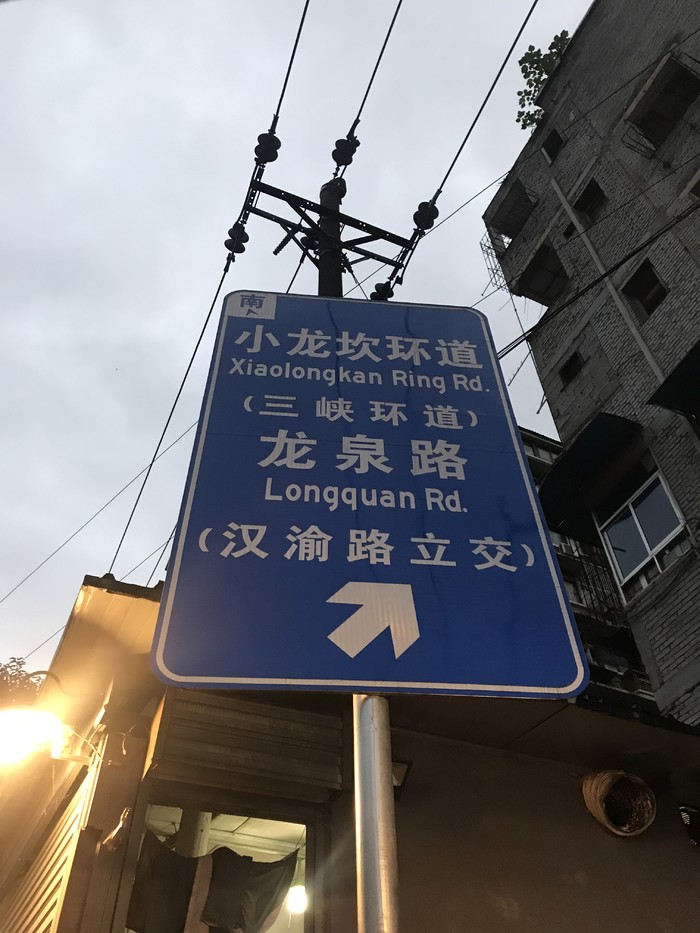 南
小龙坎环道
Xiaolongkan Ring Rd.
(三峡环道)
龙泉路
Longquan Rd.
(汉渝路立交)